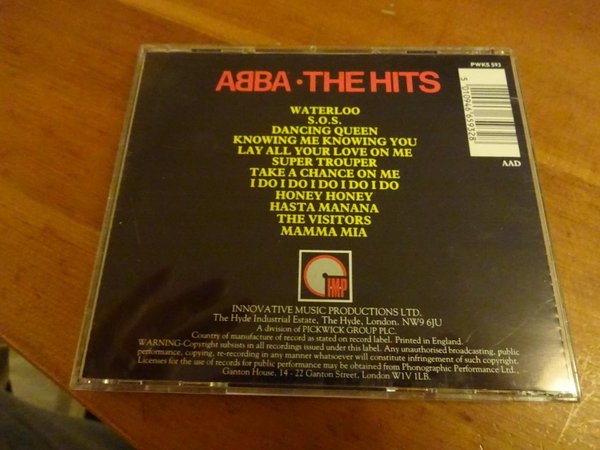 PWKS 593
ABBA · THE HITS
5 010946 659328
AAD
WATERLOO
S.O.S.
DANCING QUEEN
KNOWING ME KNOWING YOU
LAY ALL YOUR LOVE ON ME
SUPER TROUPER
TAKE A CHANCE ON ME
I DO I DO I DO I DO I DO
HONEY HONEY
HASTA MANANA
THE VISITORS
MAMMA MIA
IMP
INNOVATIVE MUSIC PRODUCTIONS LTD.
The Hyde Industrial Estate, The Hyde, London. NW9 6JU
A division of PICKWICK GROUP PLC.
Country of manufacture of record as stated on record label. Printed in England.
WARNING-Copyright subsists in all recordings issued under this label. Any unauthorised broadcasting, public
performance, copying, re-recording in any manner whatsoever will constitute infringement of such copyright.
Licenses for the use of records for public performance may be obtained from Phonographic Performance Ltd.,
Ganton House, 14 - 22 Ganton Street, London W1V 1LB.